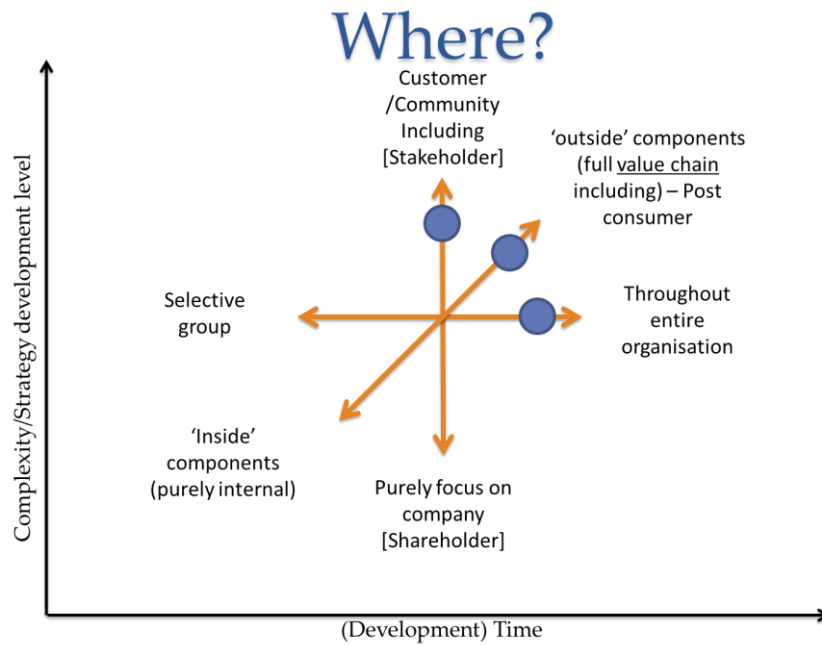 Where?
Customer
/Community
Including
[Stakeholder]
‘outside’ components
(full value chain
including) – Post
consumer
Selective
group
Throughout
entire
organisation
‘Inside’
components
(purely internal)
Purely focus on
company
[Shareholder]
Complexity/Strategy development level
(Development) Time